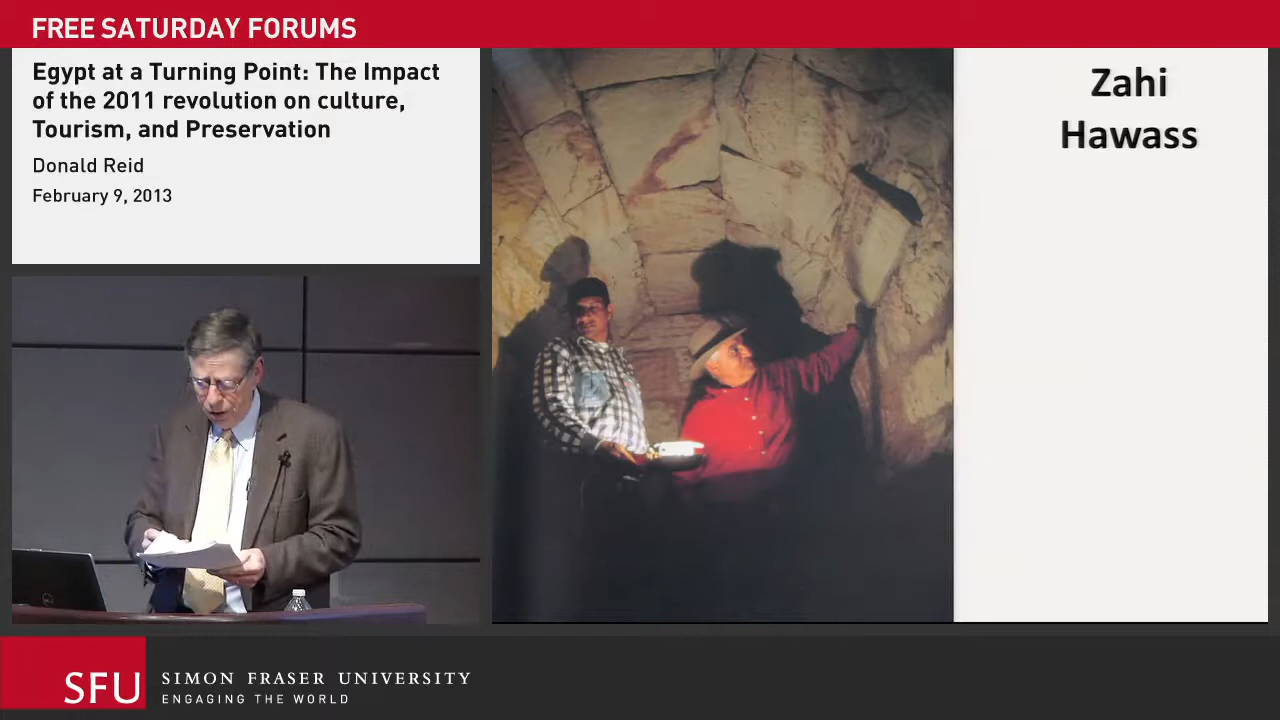 FREE SATURDAY FORUMS
Egypt at a Turning Point: The Impact
of the 2011 revolution on culture,
Tourism, and Preservation
Donald Reid
February 9, 2013
Zahi
Hawass
SFU
SIMON FRASER UNIVERSITY
ENGAGING THE WORLD